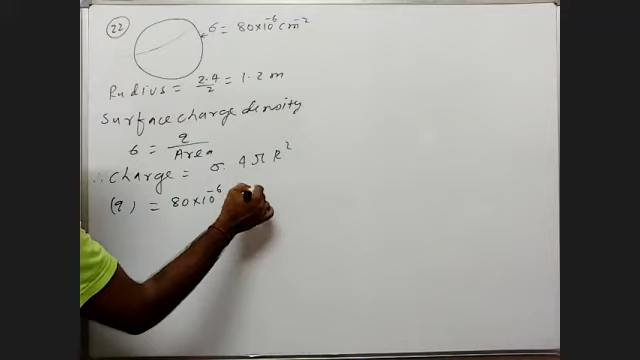 22 σ = 80×10⁻⁶ C m⁻²
Radius = 2.4/2 = 1.2 m
Surface charge density
σ = q/Area
∴ Charge = σ. 4πR²
(q) = 80×10⁻⁶